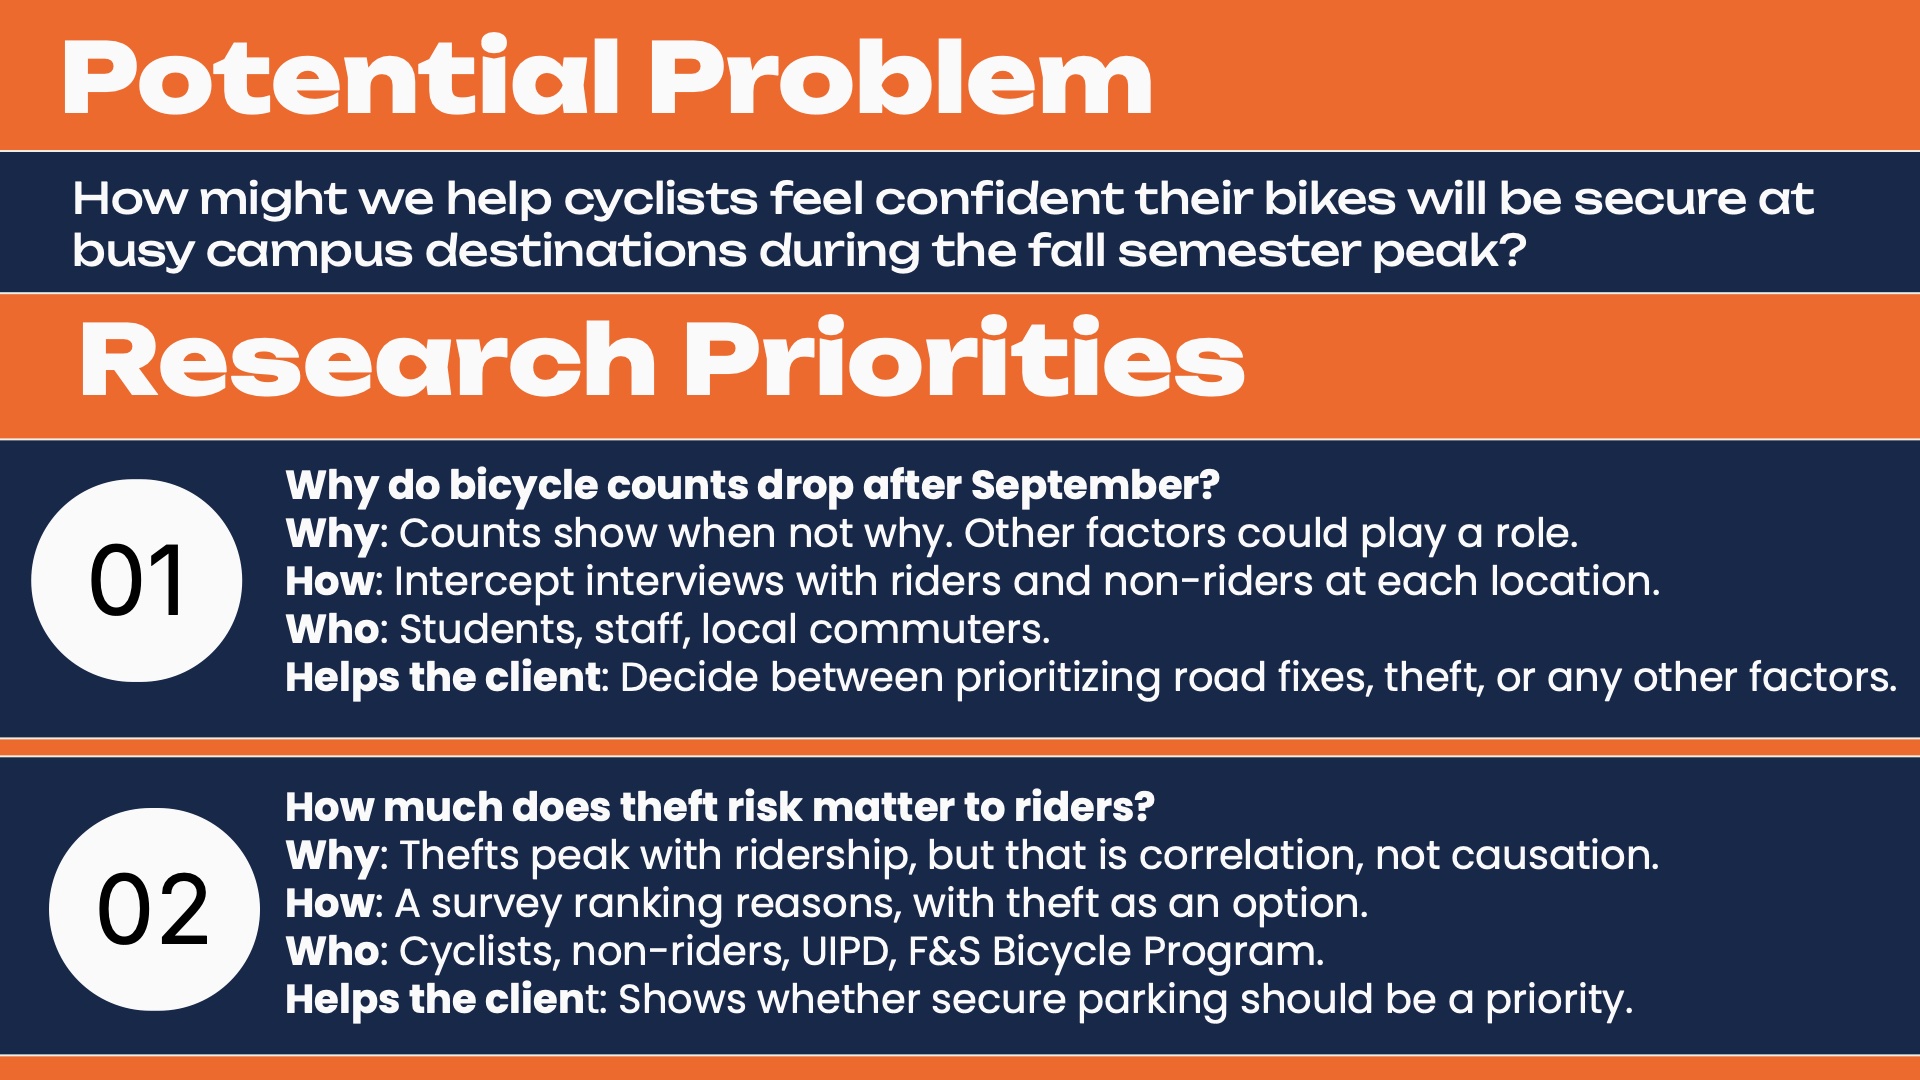 Potential Problem
How might we help cyclists feel confident their bikes will be secure at
busy campus destinations during the fall semester peak?
Research Priorities
01
Why do bicycle counts drop after September?
Why: Counts show when not why. Other factors could play a role.
How: Intercept interviews with riders and non-riders at each location.
Who: Students, staff, local commuters.
Helps the client: Decide between prioritizing road fixes, theft, or any other factors.
02
How much does theft risk matter to riders?
Why: Thefts peak with ridership, but that is correlation, not causation.
How: A survey ranking reasons, with theft as an option.
Who: Cyclists, non-riders, UIPD, F&S Bicycle Program.
Helps the client: Shows whether secure parking should be a priority.